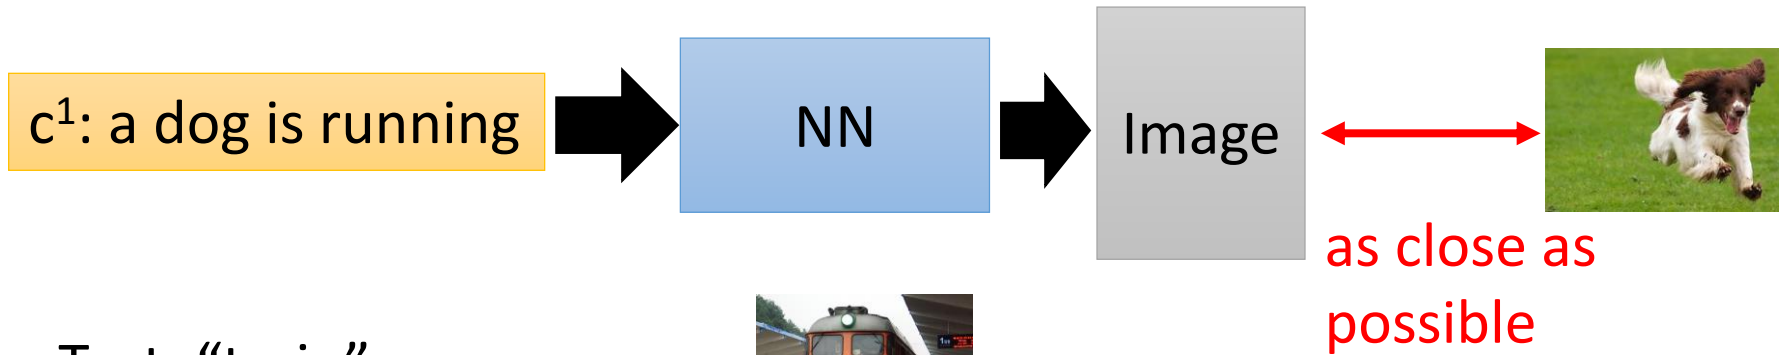 c¹: a dog is running
NN
Image
as close as
possible